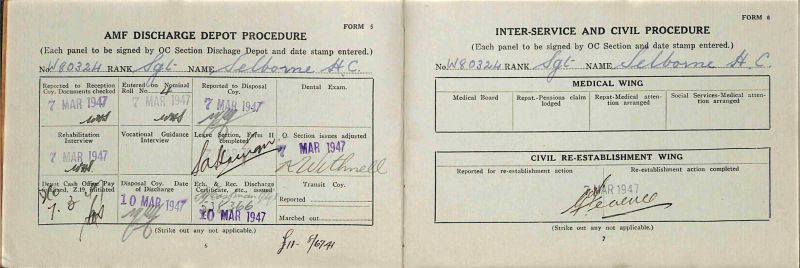 FORM 5
AMF DISCHARGE DEPOT PROCEDURE
(Each panel to be signed by OC Section Dischage Depot and date stamp entered.)
No. W80324 RANK Sgt NAME Selborne H.C.
Reported to Reception Coy. Documents checked
7 MAR 1947
Entered on Nominal Roll No. 4
7 MAR 1947
Reported to Disposal Coy.
7 MAR 1947
Dental Exam.
Rehabilitation Interview
7 MAR 1947
Vocational Guidance Interview
Leave Section, Form II completed
Q. Section issues adjusted
7 MAR 1947
Depot Cash Office Pay
Z.19, initiated
Disposal Coy. Date of Discharge
10 MAR 1947
Ech. & Rec. Discharge Certificate, etc., issued
338366
10 MAR 1947
Transit Coy.
Reported
Marched out
(Strike out any not applicable.)
6
FORM 6
INTER-SERVICE AND CIVIL PROCEDURE
(Each panel to be signed by OC Section and date stamp entered.)
No. W80324 RANK Sgt NAME Selborne H.C.
MEDICAL WING
Medical Board
Repat.-Pensions claim lodged
Repat-Medical attention arranged
Social Services-Medical attention arranged
CIVIL RE-ESTABLISHMENT WING
Reported for re-establishment action
Re-establishment action completed
7 MAR 1947
(Strike out any not applicable.)
7